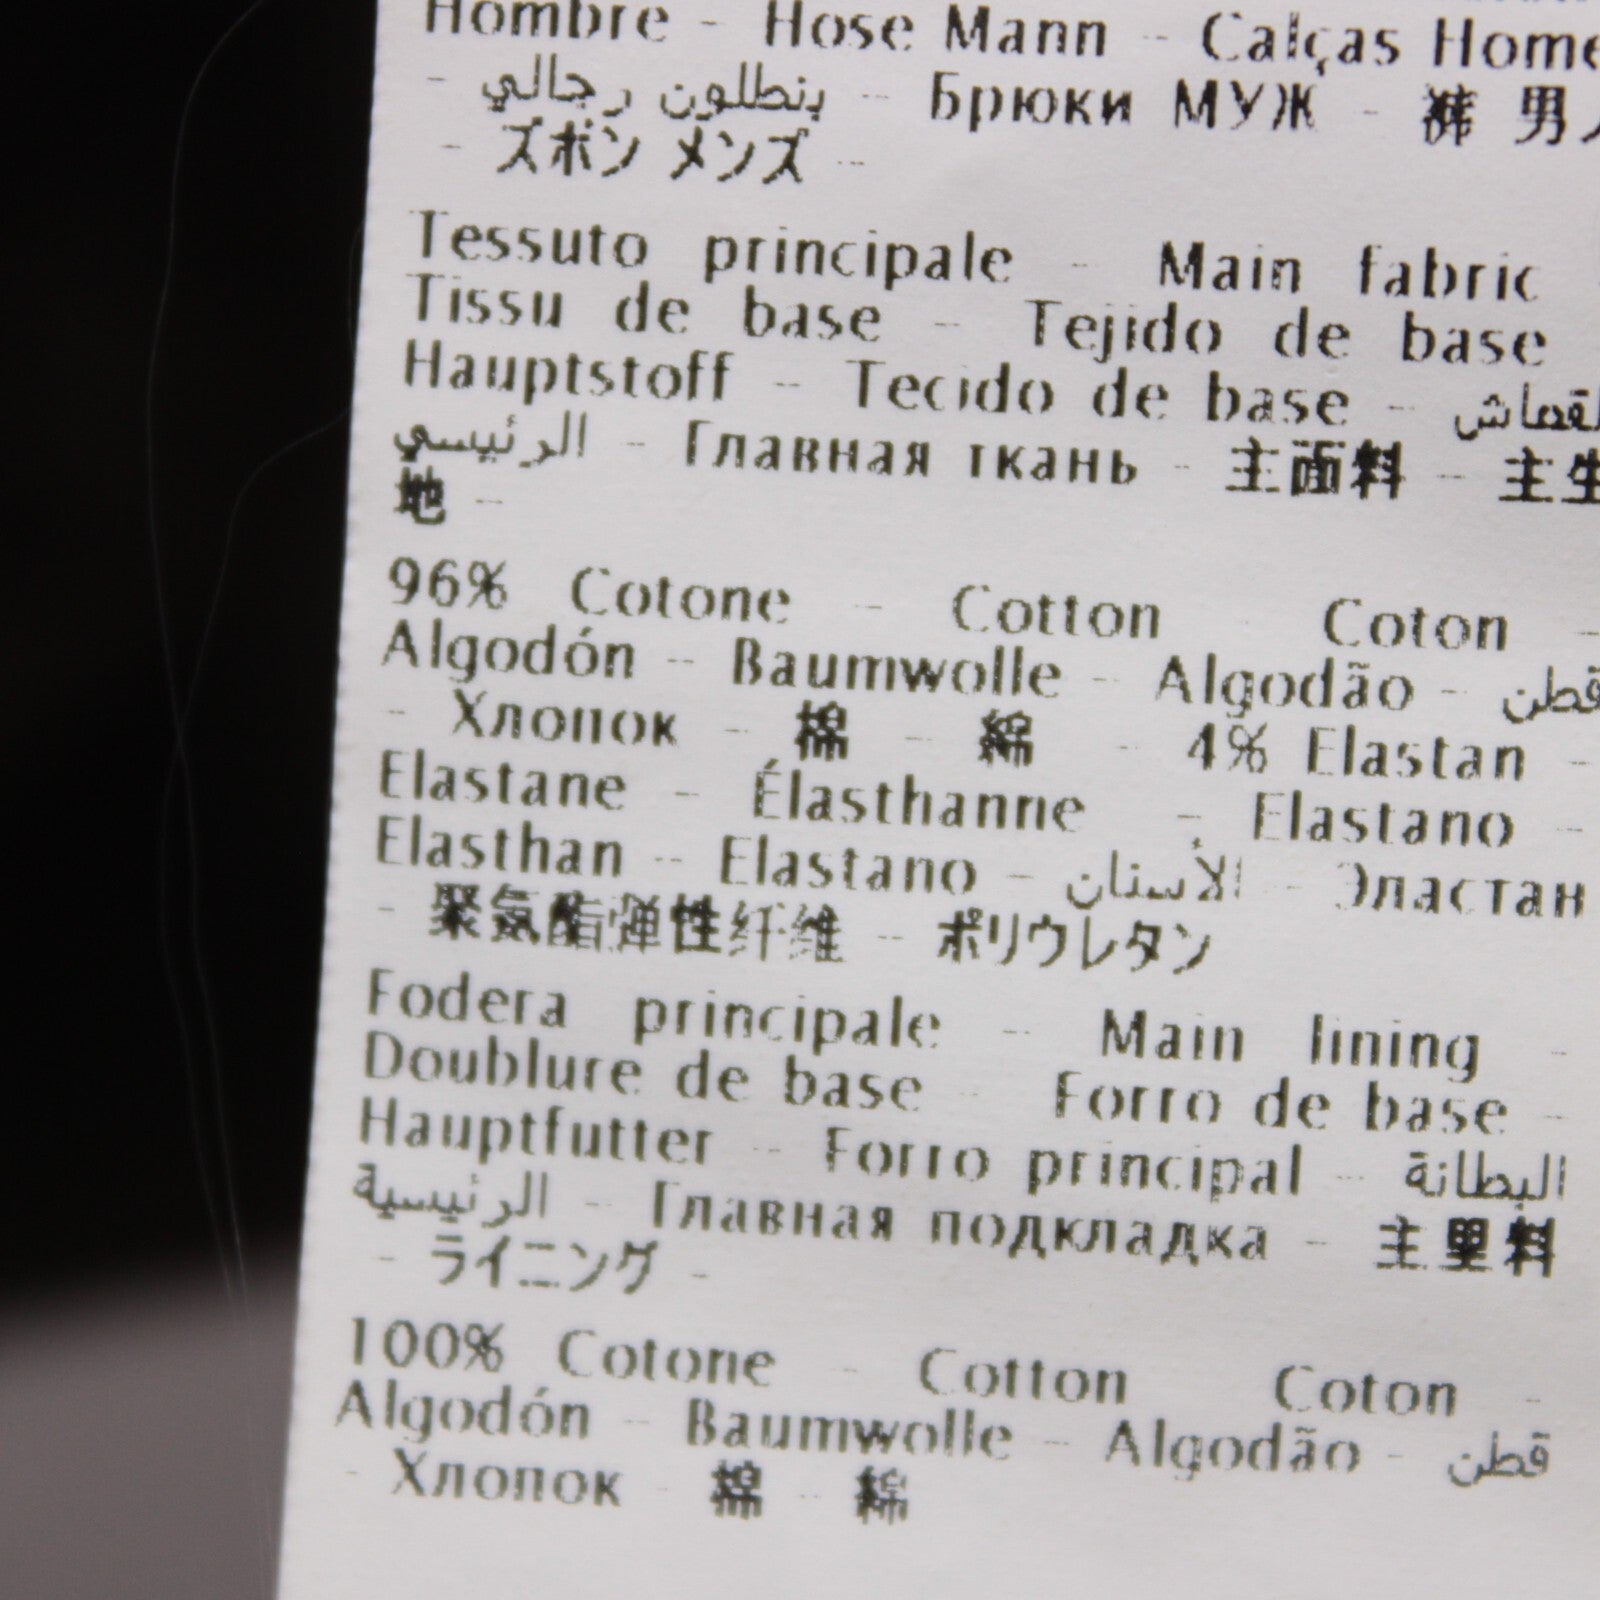 Hombre - Hose Mann - Calças Home
- بنطلون رجالي - Брюки МУЖ - 裤 男人
- ズボン メンズ -
Tessuto principale - Main fabric
Tissu de base - Tejido de base
Hauptstoff - Tecido de base - القماش
الرئيسي - Главная ткань - 主面料 - 主生
地 -
96% Cotone - Cotton Coton -
Algodón - Baumwolle - Algodão - قطن
- Хлопок - 棉 - 綿 - 4% Elastan -
Elastane - Élasthanne - Elastano -
Elasthan - Elastano - الأستان - Эластан
- 聚氨酯弹性纤维 - ポリウレタン
Fodera principale - Main lining -
Doublure de base Forro de base -
Hauptfutter - Forro principal - البطانة
الرئيسية - Главная подкладка - 主里料
- ライニング -
100% Cotone - Cotton Coton -
Algodón - Baumwolle - Algodão - قطن
- Хлопок - 棉 - 綿